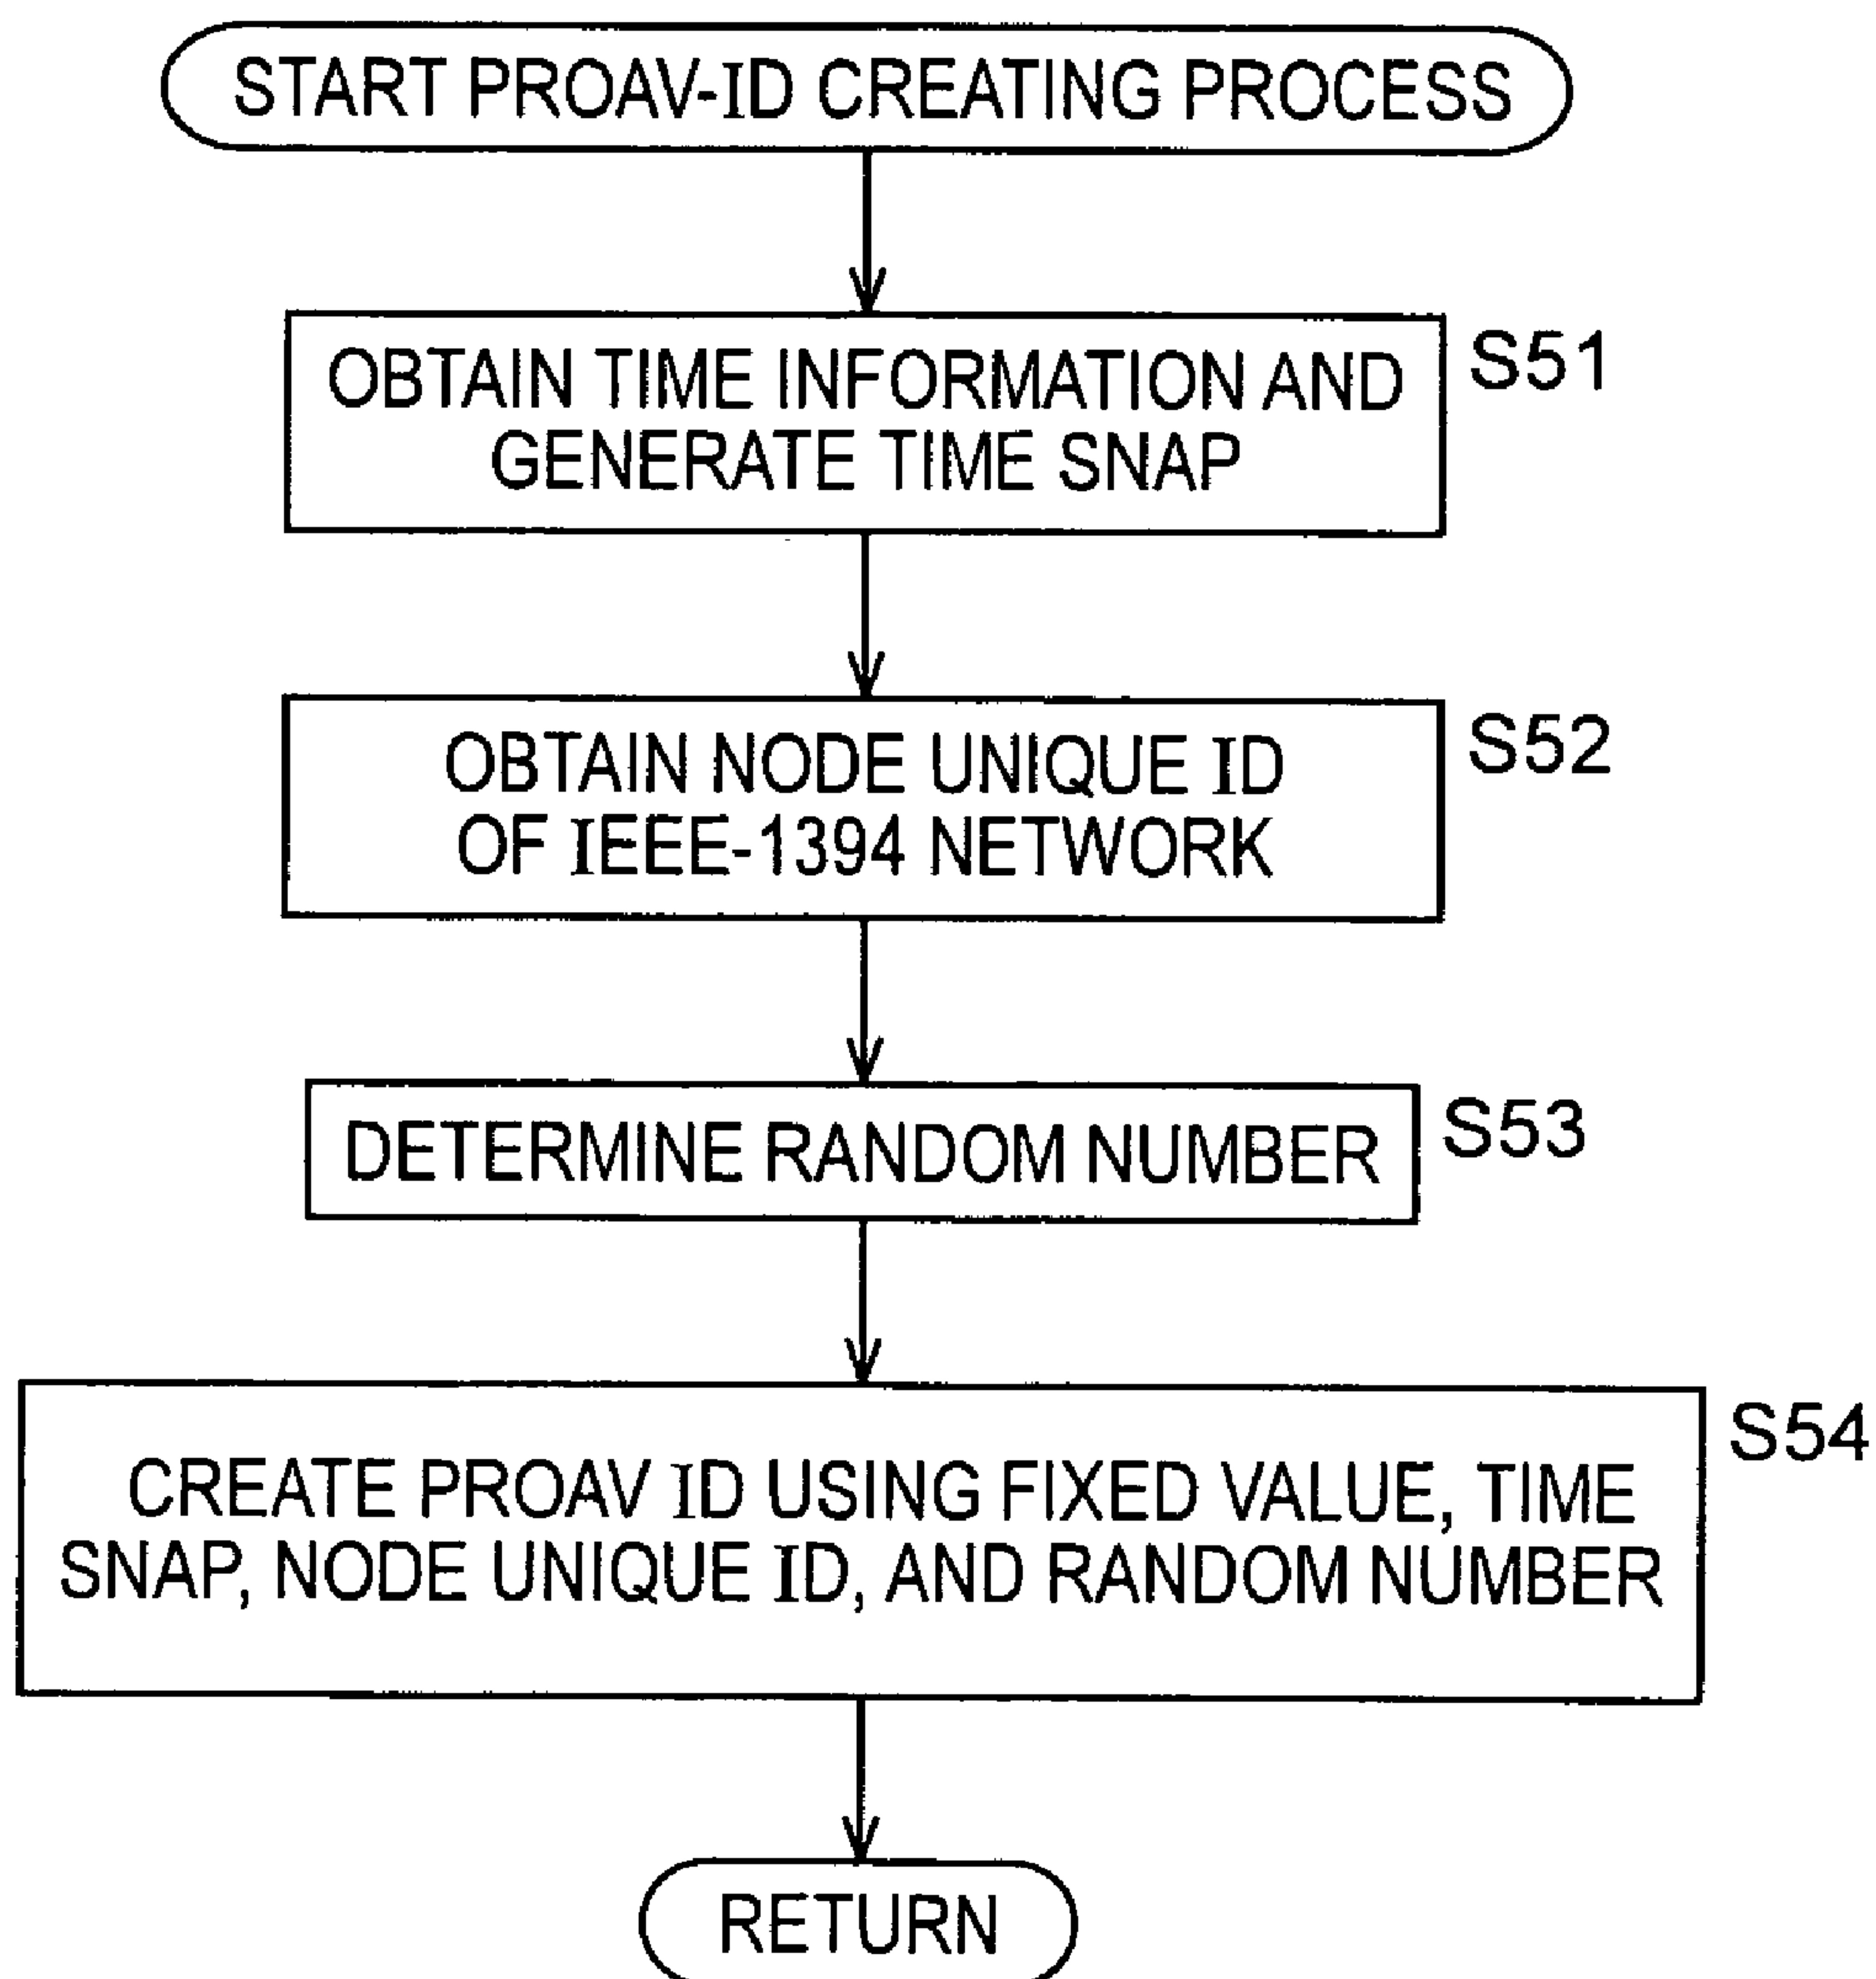 START PROAV-ID CREATING PROCESS
OBTAIN TIME INFORMATION AND
GENERATE TIME SNAP
S51
OBTAIN NODE UNIQUE ID
OF IEEE-1394 NETWORK
S52
DETERMINE RANDOM NUMBER
S53
CREATE PROAV ID USING FIXED VALUE, TIME
SNAP, NODE UNIQUE ID, AND RANDOM NUMBER
S54
RETURN